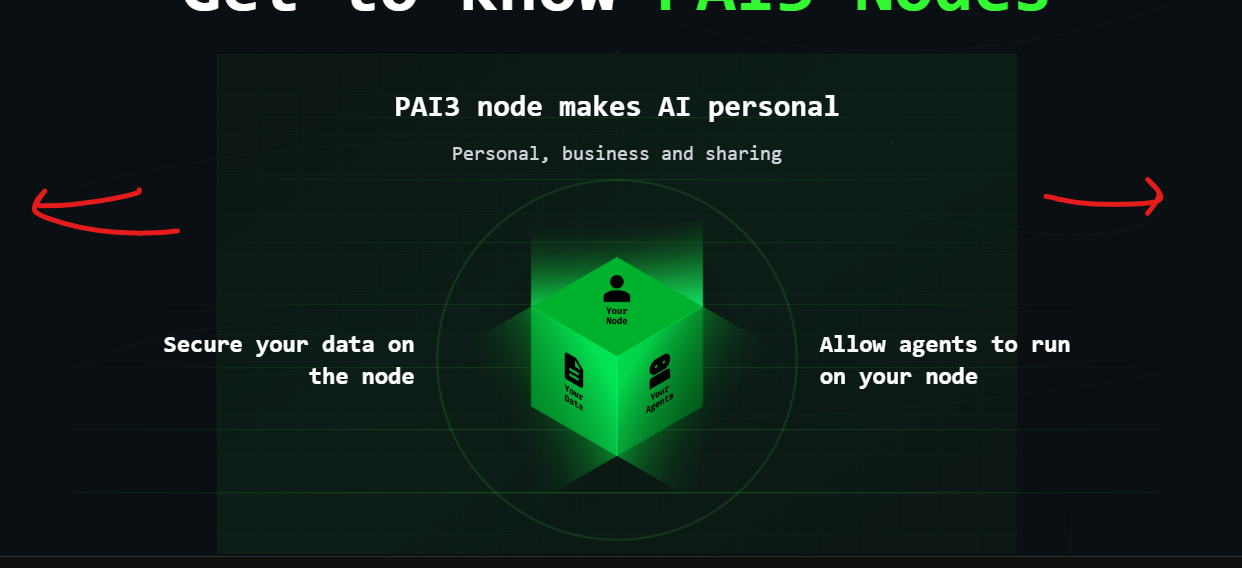 Get to know PAI3 Nodes
PAI3 node makes AI personal
Personal, business and sharing
Your
Node
Secure your data on
the node
Your
Data
Your
Agents
Allow agents to run
on your node